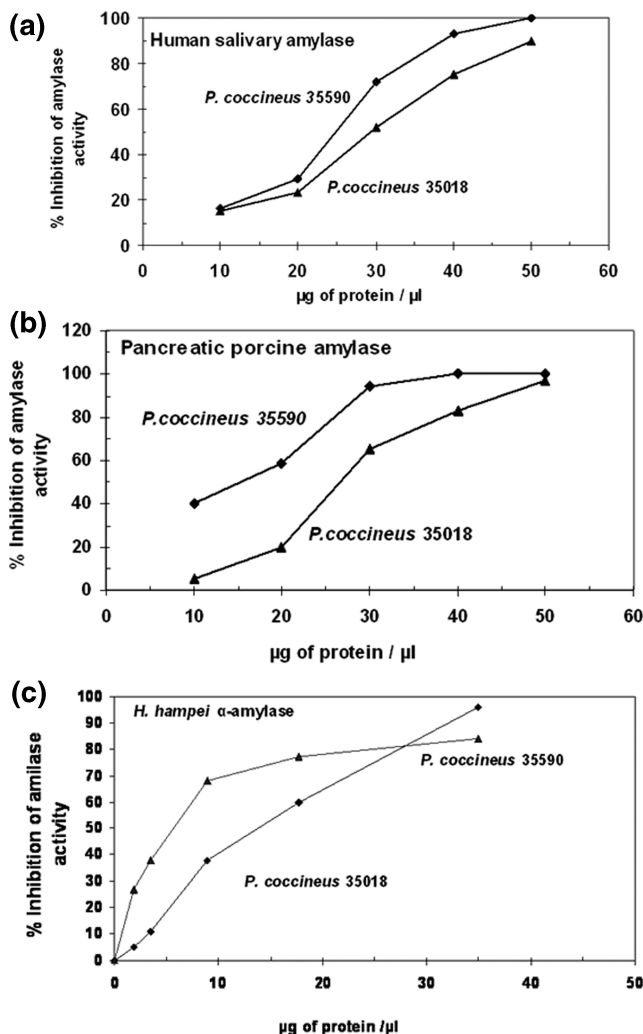 (a)
Human salivary amylase
P. coccineus 35590
P.coccineus 35018
% Inhibition of amylase
activity
100
80
60
40
20
0
0 10 20 30 40 50 60
µg of protein / µl
(b)
Pancreatic porcine amylase
P.coccineus 35590
P.coccineus 35018
% Inhibition of amylase
activity
120
100
80
60
40
20
0
0 10 20 30 40 50 60
µg of protein / µl
(c)
H. hampei α-amylase
P. coccineus 35590
P. coccineus 35018
% Inhibition of amilase
activity
100
90
80
70
60
50
40
30
20
10
0
0 10 20 30 40 50
µg of protein /µl